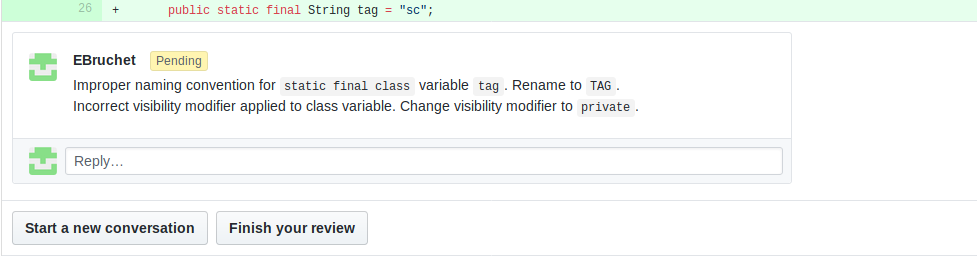 26 + public static final String tag = "sc";
EBruchet Pending
Improper naming convention for static final class variable tag . Rename to TAG .
Incorrect visibility modifier applied to class variable. Change visibility modifier to private .
Reply…
Start a new conversation Finish your review